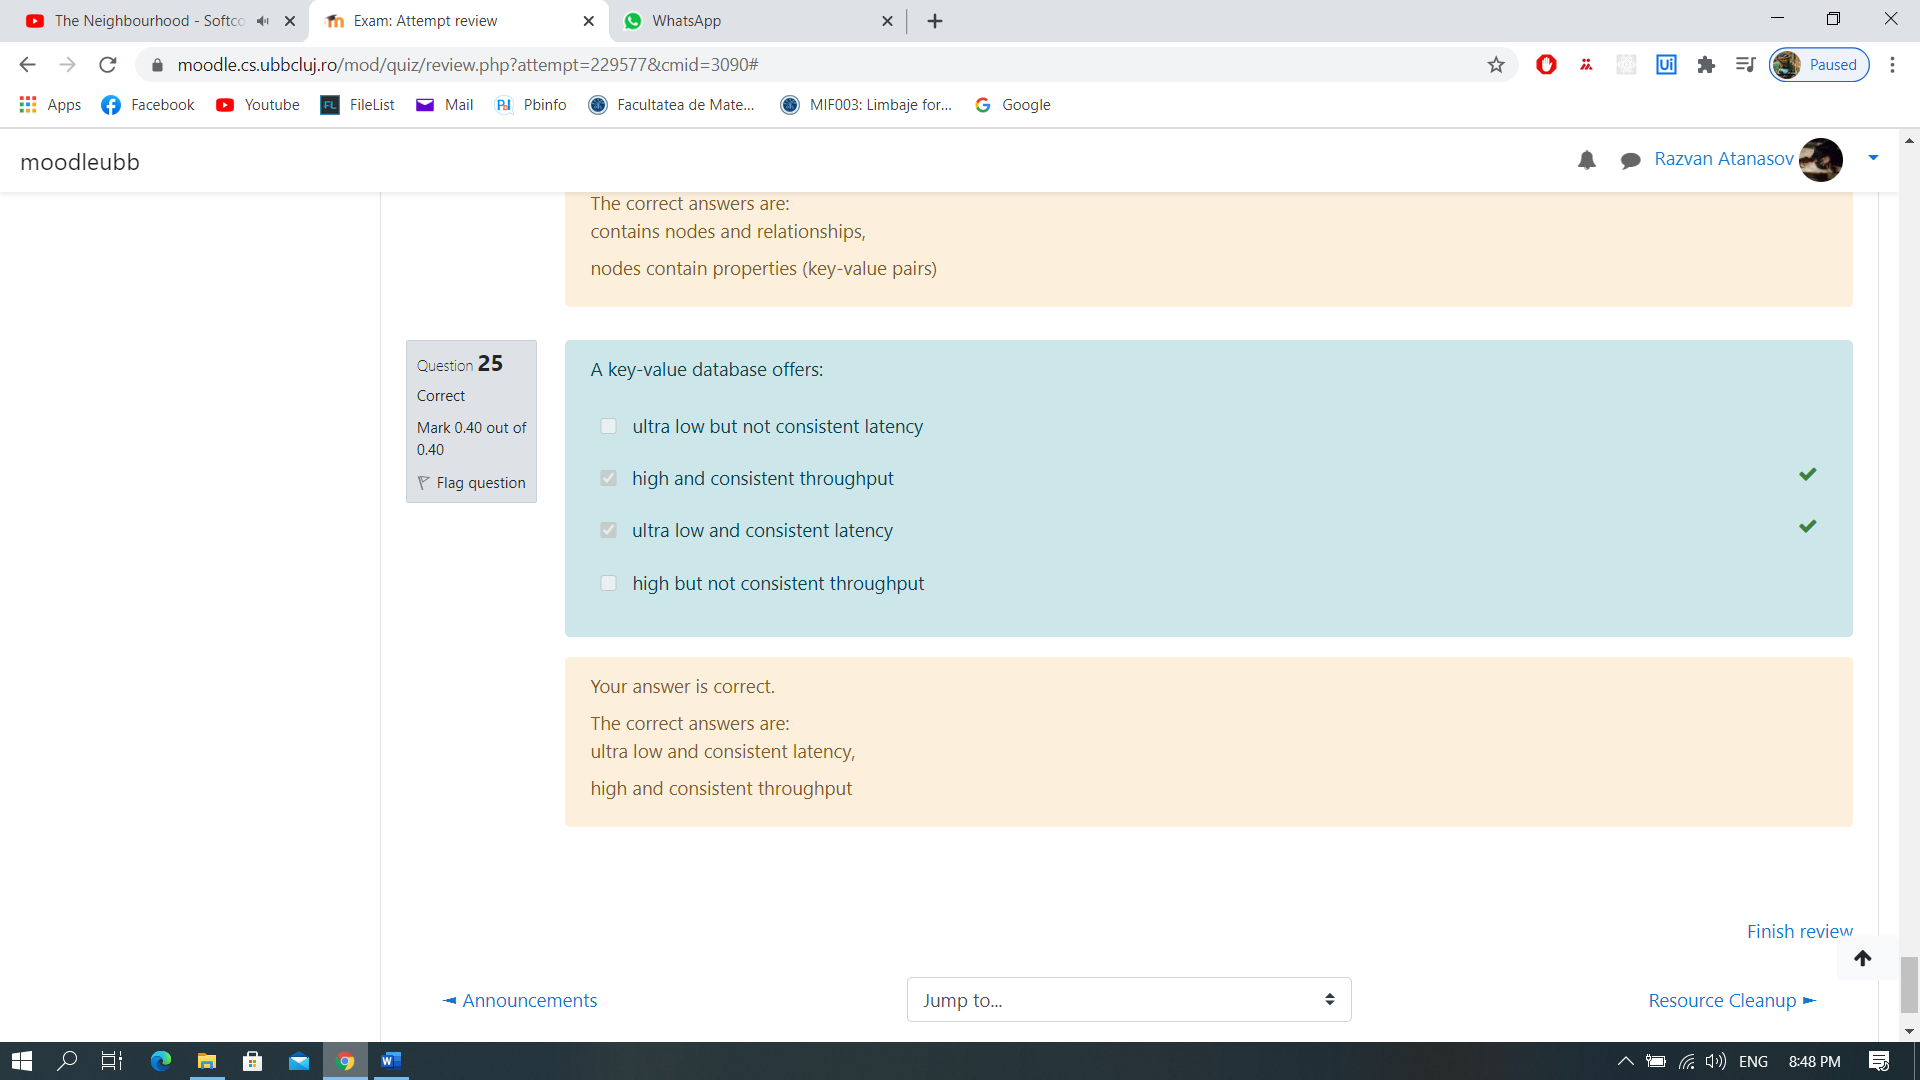 The Neighbourhood - Softco
Exam: Attempt review
WhatsApp
moodle.cs.ubbcluj.ro/mod/quiz/review.php?attempt=229577&cmid=3090#
Paused
Apps
Facebook
Youtube
FL FileList
Mail
Pbinfo
Facultatea de Mate...
MIF003: Limbaje for...
Google
moodleubb
Razvan Atanasov
The correct answers are:
contains nodes and relationships,
nodes contain properties (key-value pairs)
Question 25
Correct
Mark 0.40 out of
0.40
Flag question
A key-value database offers:
ultra low but not consistent latency
high and consistent throughput
ultra low and consistent latency
high but not consistent throughput
Your answer is correct.
The correct answers are:
ultra low and consistent latency,
high and consistent throughput
Finish review
◄ Announcements
Jump to...
Resource Cleanup ►
ENG
8:48 PM